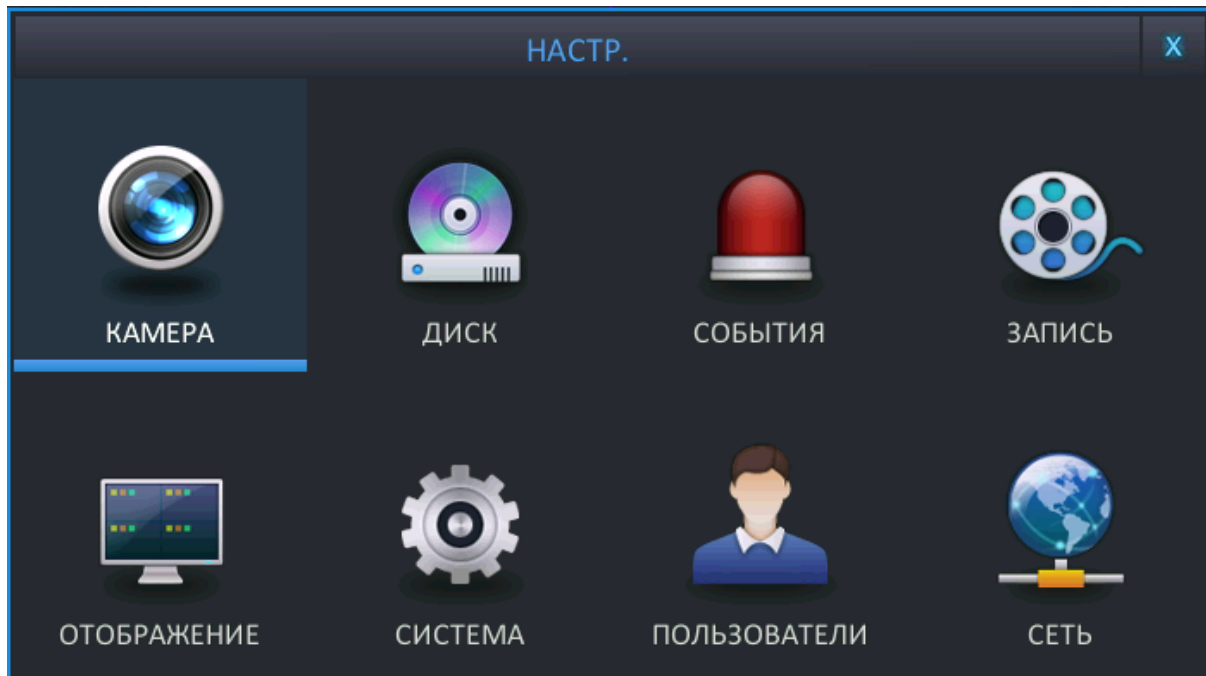 НАСТР.
X
КАМЕРА
ДИСК
СОБЫТИЯ
ЗАПИСЬ
ОТОБРАЖЕНИЕ
СИСТЕМА
ПОЛЬЗОВАТЕЛИ
СЕТЬ